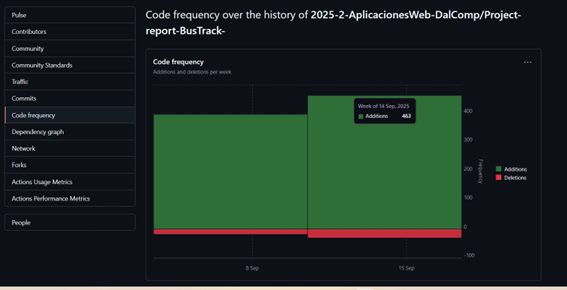 Pulse
Contributors
Community
Community Standards
Traffic
Commits
Code frequency
Dependency graph
Network
Forks
Actions Usage Metrics
Actions Performance Metrics
People
Code frequency over the history of 2025-2-AplicacionesWeb-DalComp/Project-
report-BusTrack-
Code frequency
Additions and deletions per week
...
Week of 14 Sep, 2025
Additions 463
400
300
200
100
0
-100
Frequency
Additions
Deletions
8 Sep
15 Sep